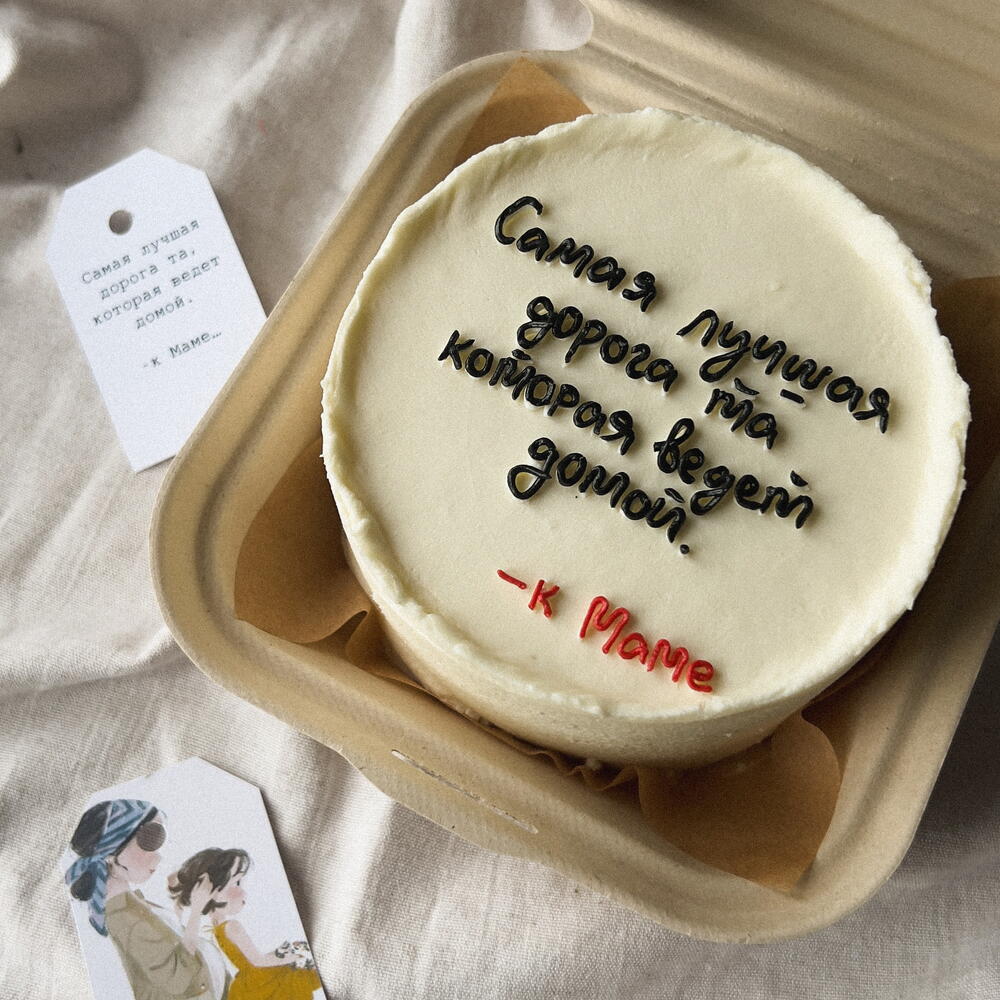 Самая лучшая
дорога та,
которая ведет
домой.
-к Маме...
Самая лучшая
дорога та
которая ведет
домой.
-к Маме